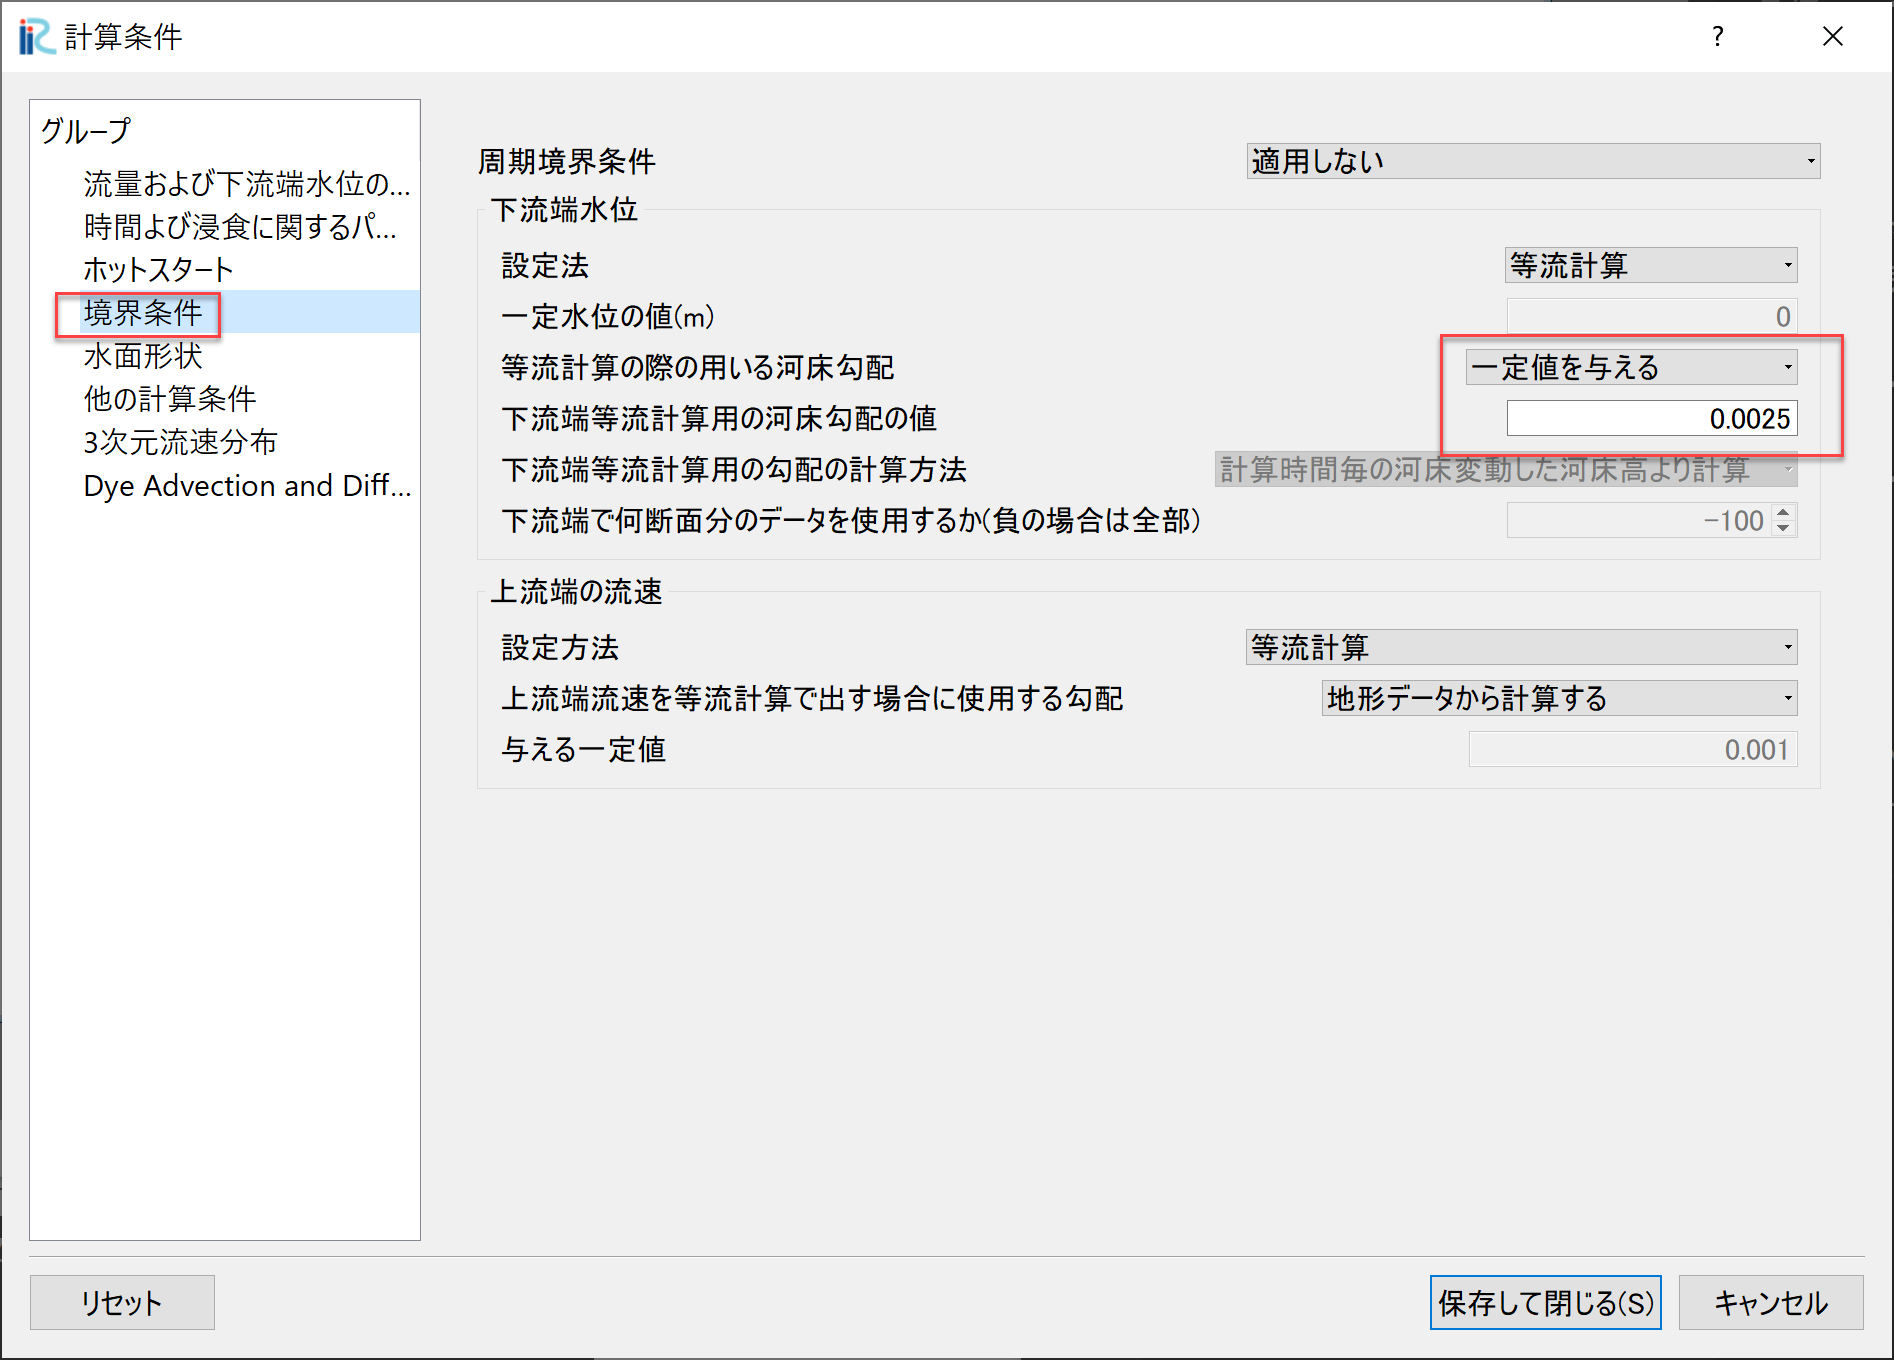 計算条件
?
グループ
流量および下流端水位の...
時間よび浸食に関するパ...
ホットスタート
境界条件
水面形状
他の計算条件
3次元流速分布
Dye Advection and Diff...
周期境界条件 適用しない
下流端水位
設定法 等流計算
一定水位の値(m) 0
等流計算の際の用いる河床勾配 一定値を与える
下流端等流計算用の河床勾配の値 0.0025
下流端等流計算用の勾配の計算方法 計算時間毎の河床変動した河床高より計算
下流端で何断面分のデータを使用するか(負の場合は全部) -100
上流端の流速
設定方法 等流計算
上流端流速を等流計算で出す場合に使用する勾配 地形データから計算する
与える一定値 0.001
リセット
保存して閉じる(S)
キャンセル